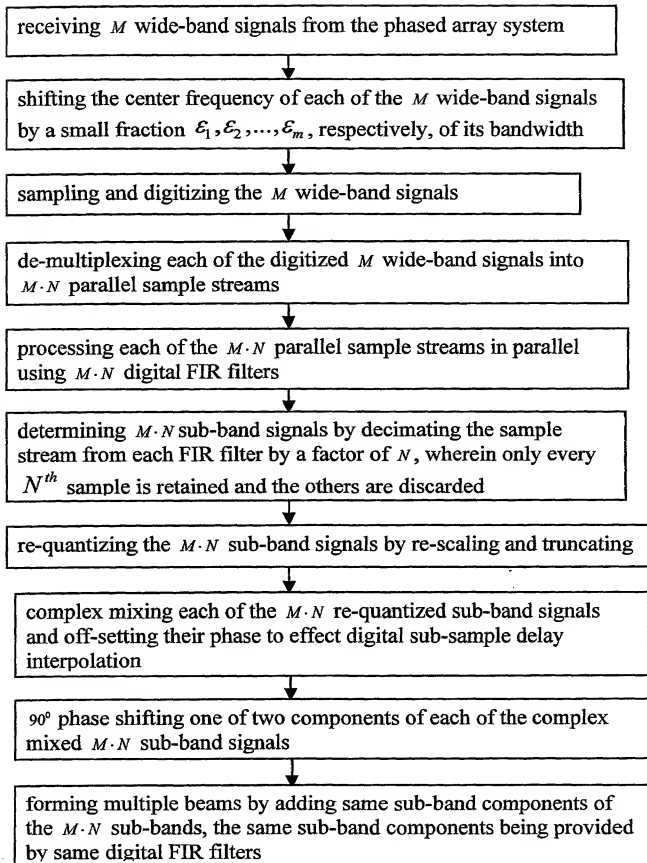 receiving M wide-band signals from the phased array system
shifting the center frequency of each of the M wide-band signals
by a small fraction ε₁,ε₂,...,εₘ, respectively, of its bandwidth
sampling and digitizing the M wide-band signals
de-multiplexing each of the digitized M wide-band signals into
M·N parallel sample streams
processing each of the M·N parallel sample streams in parallel
using M·N digital FIR filters
determining M·N sub-band signals by decimating the sample
stream from each FIR filter by a factor of N, wherein only every
Nᵗʰ sample is retained and the others are discarded
re-quantizing the M·N sub-band signals by re-scaling and truncating
complex mixing each of the M·N re-quantized sub-band signals
and off-setting their phase to effect digital sub-sample delay
interpolation
90° phase shifting one of two components of each of the complex
mixed M·N sub-band signals
forming multiple beams by adding same sub-band components of
the M·N sub-bands, the same sub-band components being provided
by same digital FIR filters